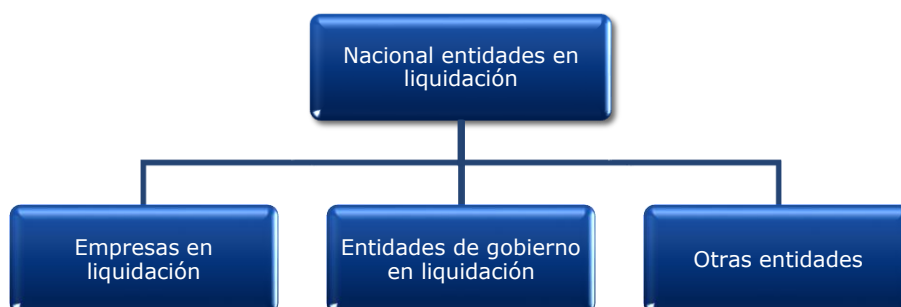 Nacional entidades en
liquidación
Empresas en
liquidación
Entidades de gobierno
en liquidación
Otras entidades